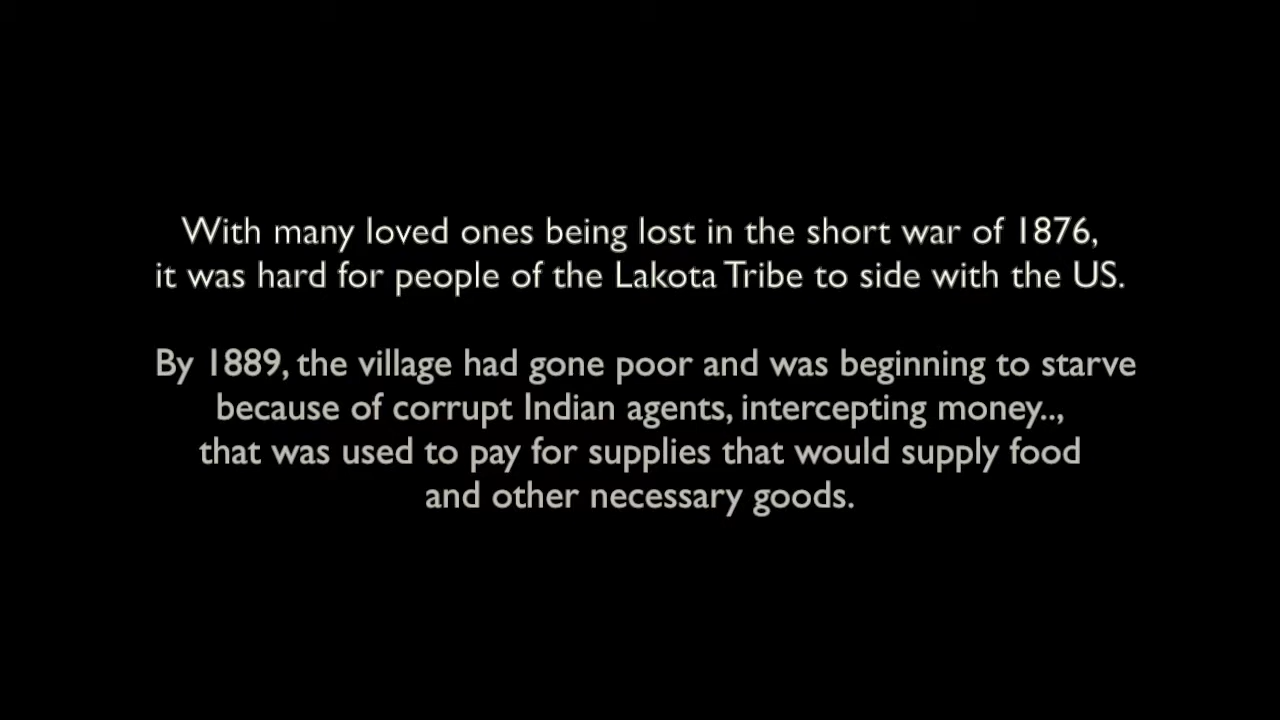 With many loved ones being lost in the short war of 1876,
it was hard for people of the Lakota Tribe to side with the US.
By 1889, the village had gone poor and was beginning to starve
because of corrupt Indian agents, intercepting money..,
that was used to pay for supplies that would supply food
and other necessary goods.